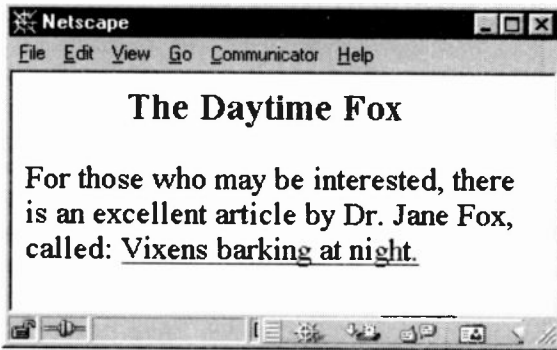 Netscape
File Edit View Go Communicator Help
The Daytime Fox
For those who may be interested, there
is an excellent article by Dr. Jane Fox,
called: Vixens barking at night.